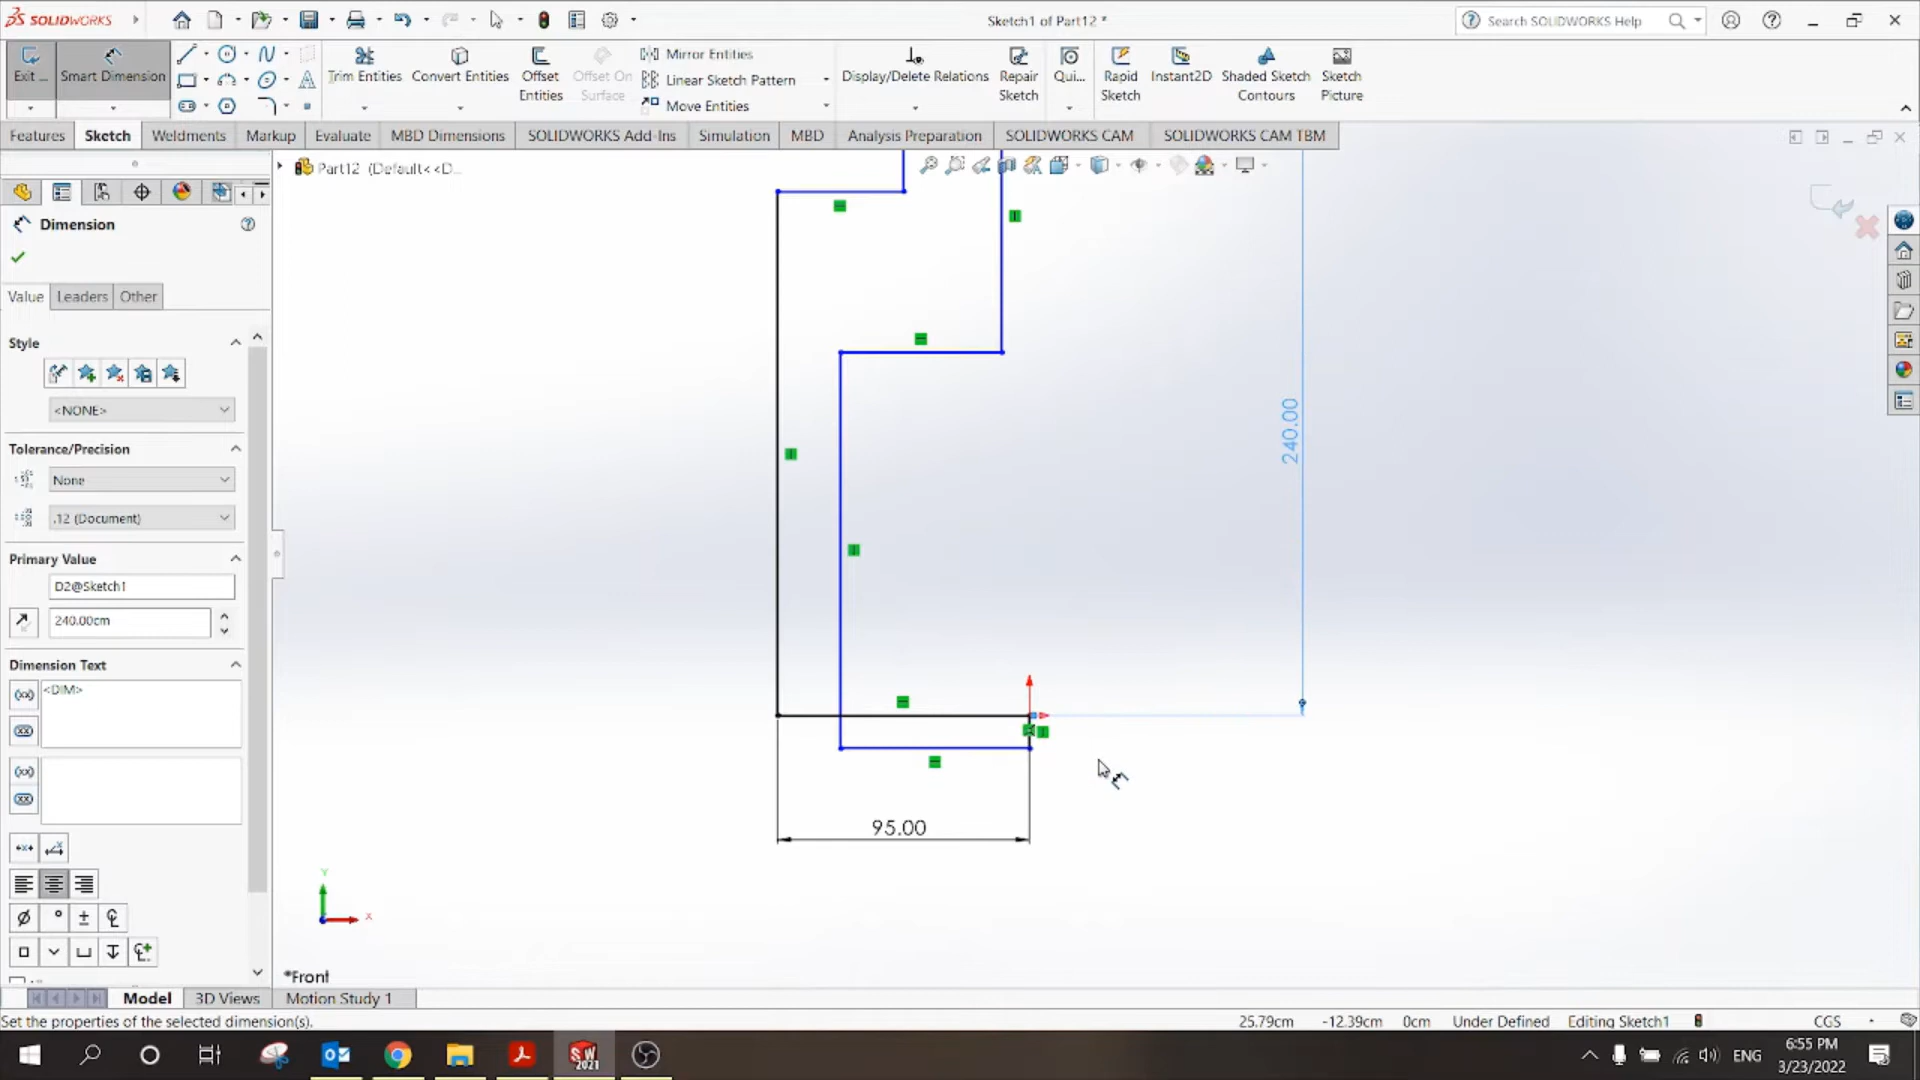 SOLIDWORKS
Sketch1 of Part12 *
Search SOLIDWORKS Help
Exit ...
Smart Dimension
Trim Entities
Convert Entities
Offset Entities
Offset On Surface
Mirror Entities
Linear Sketch Pattern
Move Entities
Display/Delete Relations
Repair Sketch
Qui...
Rapid Sketch
Instant2D
Shaded Sketch Contours
Sketch Picture
Features
Sketch
Weldments
Markup
Evaluate
MBD Dimensions
SOLIDWORKS Add-Ins
Simulation
MBD
Analysis Preparation
SOLIDWORKS CAM
SOLIDWORKS CAM TBM
Part12 (Default<<D...
Dimension
Value
Leaders
Other
Style
<NONE>
Tolerance/Precision
None
.12 (Document)
Primary Value
D2@Sketch1
240.00cm
Dimension Text
<DIM>
240.00
95.00
Y
X
*Front
Model
3D Views
Motion Study 1
Set the properties of the selected dimension(s).
25.79cm
-12.39cm
0cm
Under Defined
Editing Sketch1
CGS
SW
2021
ENG
6:55 PM
3/23/2022